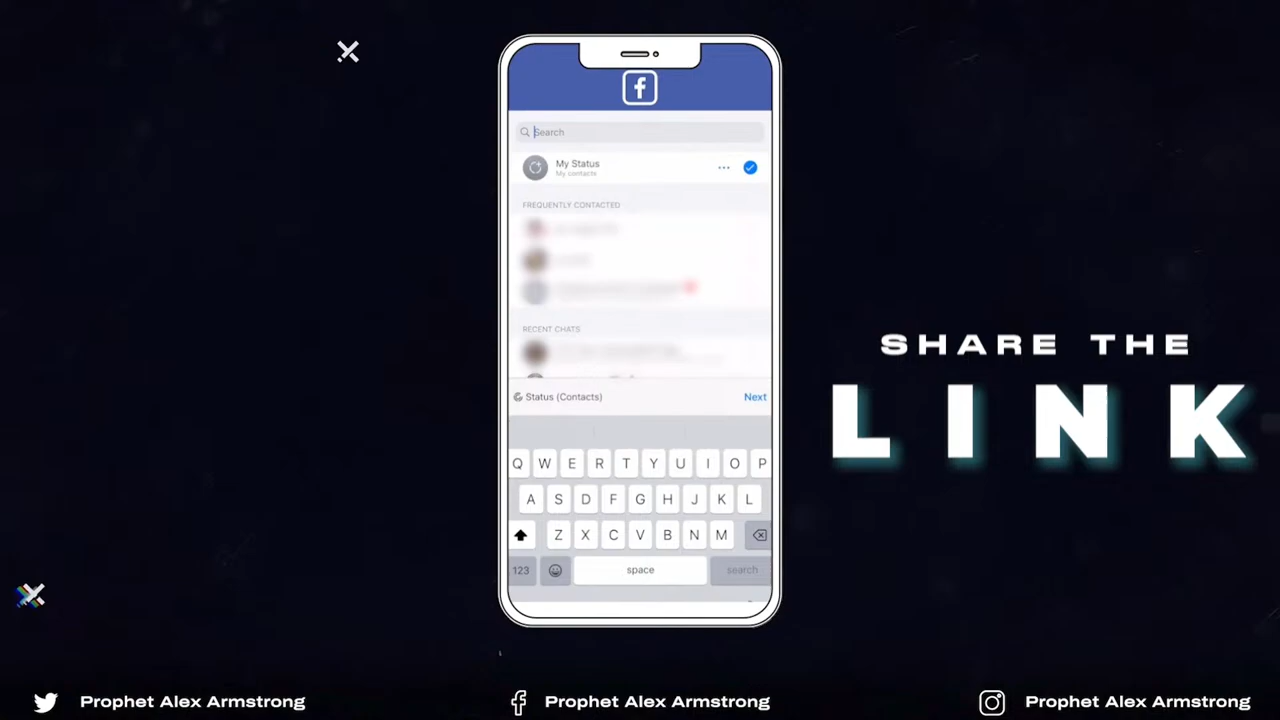 Search
My Status
My contacts
FREQUENTLY CONTACTED
RECENT CHATS
Status (Contacts)
Next
Q W E R T Y U I O P
A S D F G H J K L
Z X C V B N M
123
space
search
SHARE THE
LINK
Prophet Alex Armstrong
Prophet Alex Armstrong
Prophet Alex Armstrong